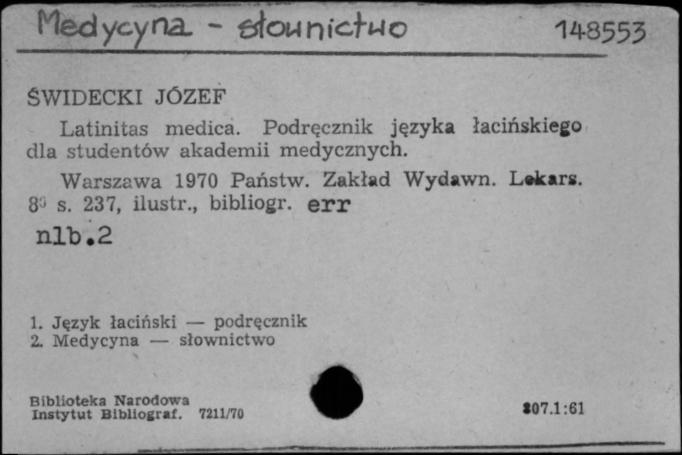 Medycyna - słownictwo 148553
ŚWIDECKI JÓZEF
Latinitas medica. Podręcznik języka łacińskiego
dla studentów akademii medycznych.
Warszawa 1970 Państw. Zakład Wydawn. Lekars.
8⁰ s. 237, ilustr., bibliogr. err
nlb.2
1. Język łaciński — podręcznik
2. Medycyna — słownictwo
Biblioteka Narodowa
Instytut Bibliograf. 7211/70
807.1:61